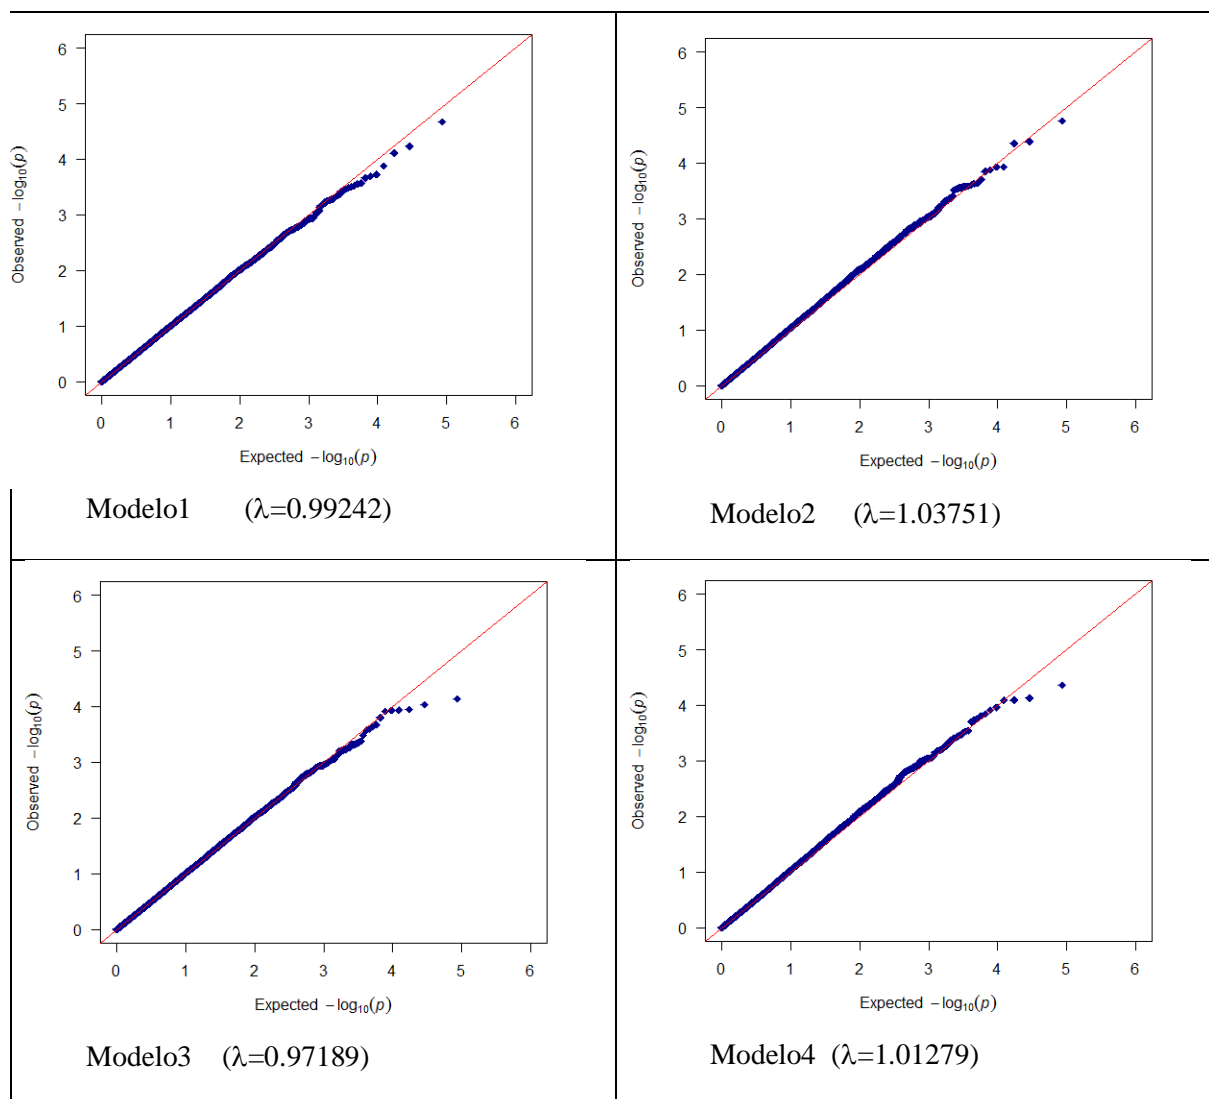 6
5
4
3
2
1
0
Observed −log10(p)
0 1 2 3 4 5 6
Expected −log10(p)
Modelo1 (λ=0.99242)
6
5
4
3
2
1
0
Observed −log10(p)
0 1 2 3 4 5 6
Expected −log10(p)
Modelo2 (λ=1.03751)
6
5
4
3
2
1
0
Observed −log10(p)
0 1 2 3 4 5 6
Expected −log10(p)
Modelo3 (λ=0.97189)
6
5
4
3
2
1
0
Observed −log10(p)
0 1 2 3 4 5 6
Expected −log10(p)
Modelo4 (λ=1.01279)